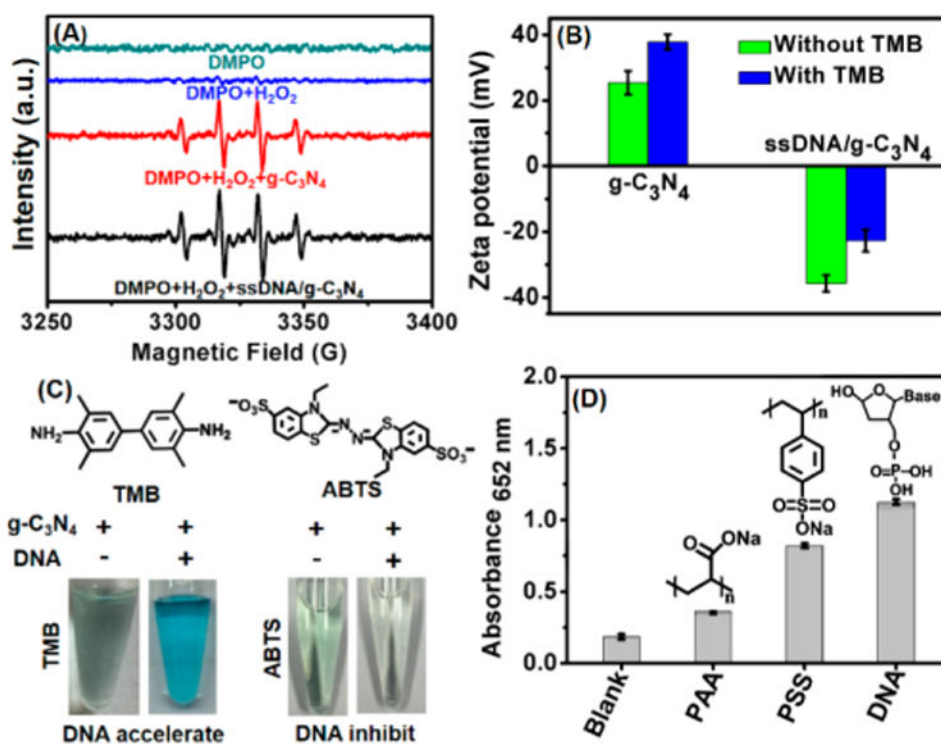 (A)
DMPO
DMPO+H₂O₂
DMPO+H₂O₂+g-C₃N₄
DMPO+H₂O₂+ssDNA/g-C₃N₄
Intensity (a.u.)
3250 3300 3350 3400
Magnetic Field (G)
(B)
Without TMB
With TMB
ssDNA/g-C₃N₄
g-C₃N₄
Zeta potential (mV)
40
20
0
-20
-40
(C)
NH₂ NH₂
TMB
⁻O₃S N S N N S N SO₃⁻
ABTS
g-C₃N₄ + + + +
DNA - + - +
TMB
ABTS
DNA accelerate DNA inhibit
(D)
Absorbance 652 nm
2.0
1.5
1.0
0.5
0.0
O ONa n
n O=S=O ONa
HO O Base
O
O=P-OH
OH
Blank PAA PSS DNA